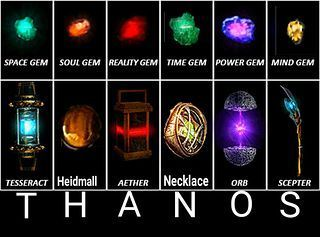 SPACE GEM SOUL GEM REALITY GEM TIME GEM POWER GEM MIND GEM
TESSERACT Heidmall AETHER Necklace ORB SCEPTER
T H A N O S